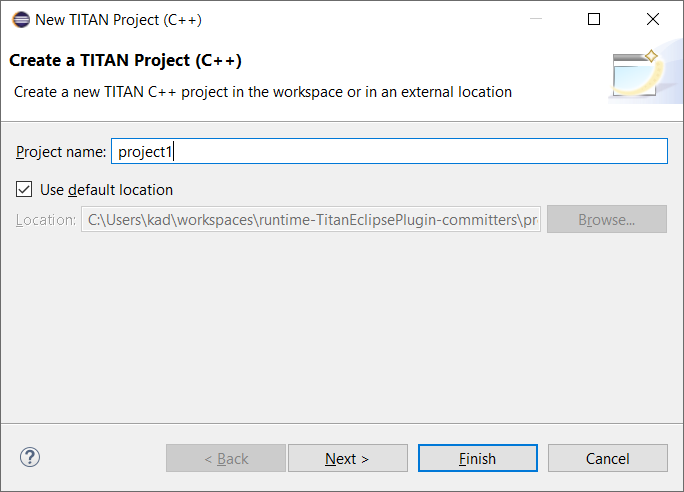 New TITAN Project (C++)
Create a TITAN Project (C++)
Create a new TITAN C++ project in the workspace or in an external location
Project name: project1
Use default location
Location: C:\Users\kad\workspaces\runtime-TitanEclipsePlugin-committers\pr Browse...
? < Back Next > Finish Cancel